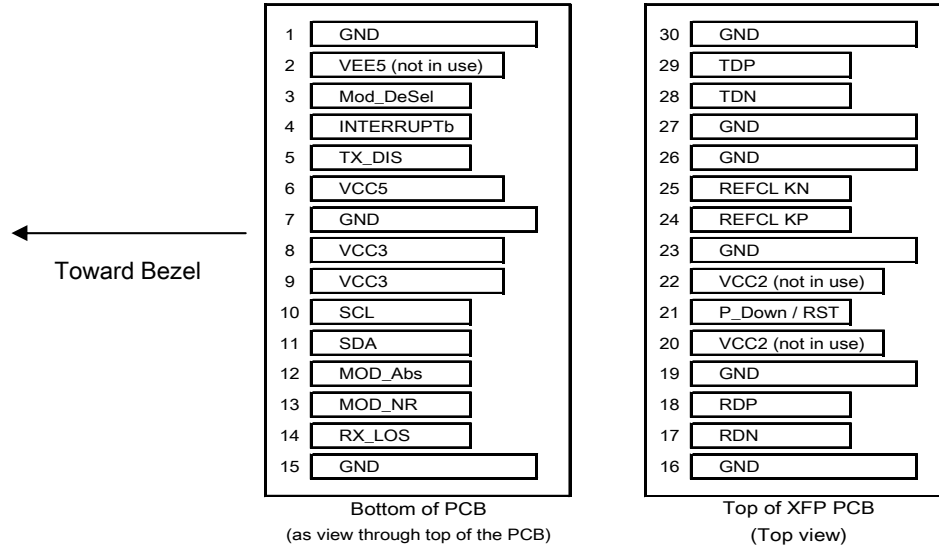 1 GND
2 VEE5 (not in use)
3 Mod_DeSel
4 INTERRUPTb
5 TX_DIS
6 VCC5
7 GND
8 VCC3
9 VCC3
10 SCL
11 SDA
12 MOD_Abs
13 MOD_NR
14 RX_LOS
15 GND
Bottom of PCB
(as view through top of the PCB)
Toward Bezel
30 GND
29 TDP
28 TDN
27 GND
26 GND
25 REFCL KN
24 REFCL KP
23 GND
22 VCC2 (not in use)
21 P_Down / RST
20 VCC2 (not in use)
19 GND
18 RDP
17 RDN
16 GND
Top of XFP PCB
(Top view)